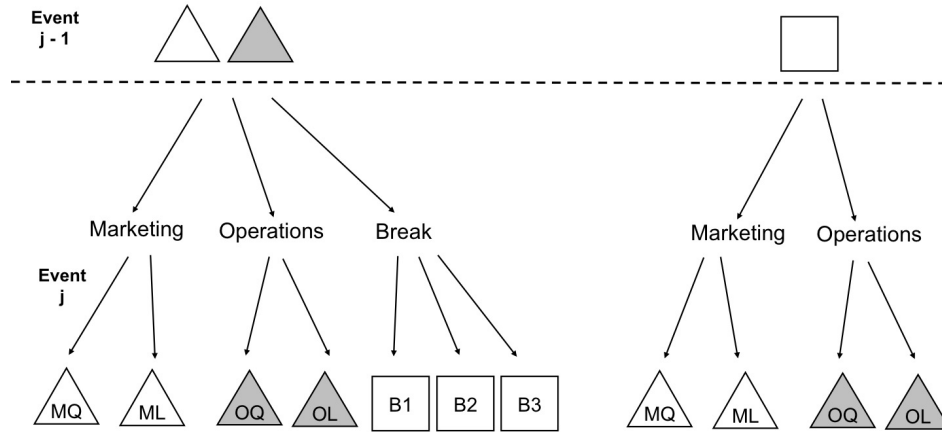 Event
j - 1
Marketing Operations Break Marketing Operations
Event
j
MQ ML OQ OL B1 B2 B3 MQ ML OQ OL